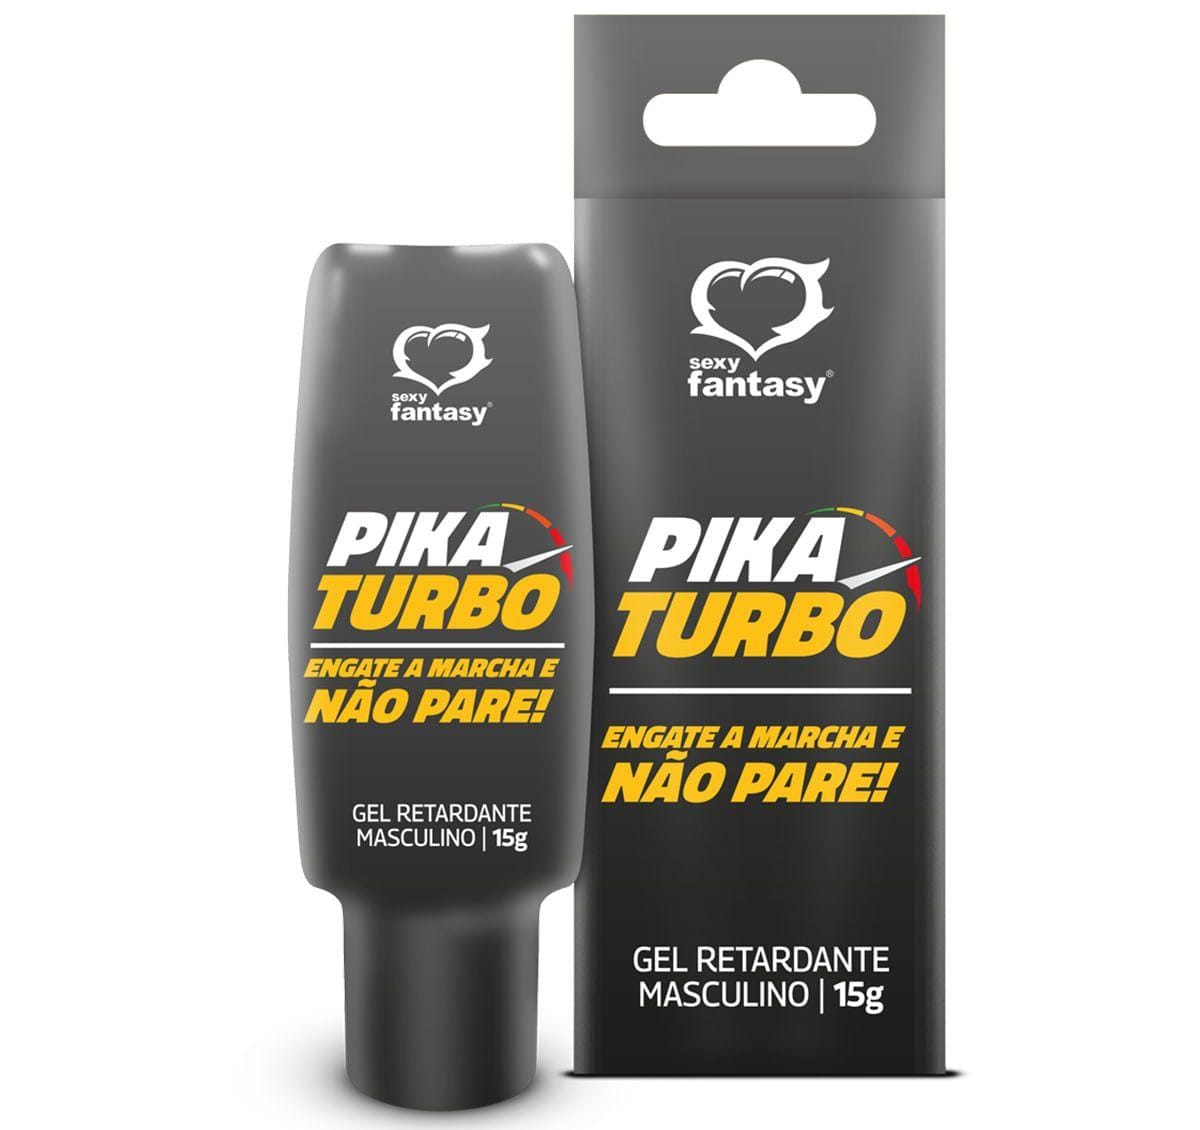 sexy
fantasy®
PIKA
TURBO
ENGATE A MARCHA E
NÃO PARE!
GEL RETARDANTE
MASCULINO | 15g
sexy
fantasy®
PIKA
TURBO
ENGATE A MARCHA E
NÃO PARE!
GEL RETARDANTE
MASCULINO | 15g